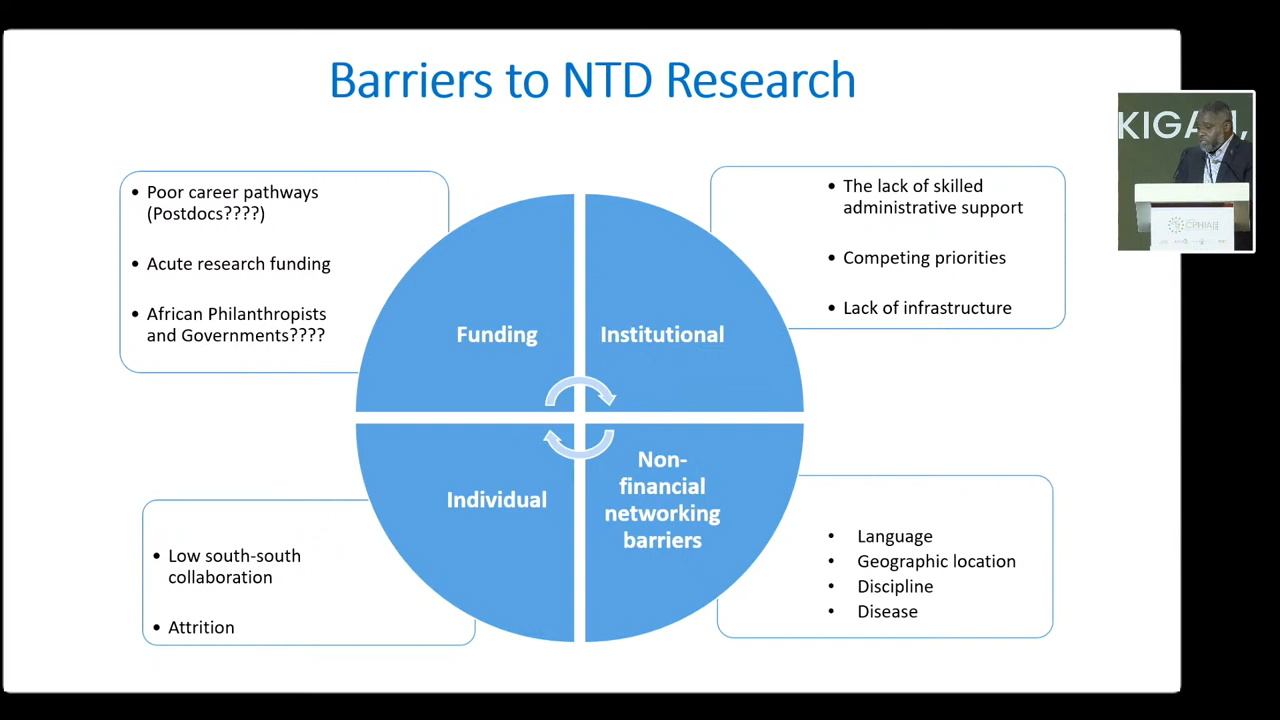 Barriers to NTD Research
• Poor career pathways
(Postdocs????)
• Acute research funding
• African Philanthropists
and Governments????
• The lack of skilled
administrative support
• Competing priorities
• Lack of infrastructure
Funding
Institutional
Individual
Non-
financial
networking
barriers
• Low south-south
collaboration
• Attrition
• Language
• Geographic location
• Discipline
• Disease
CPHIA